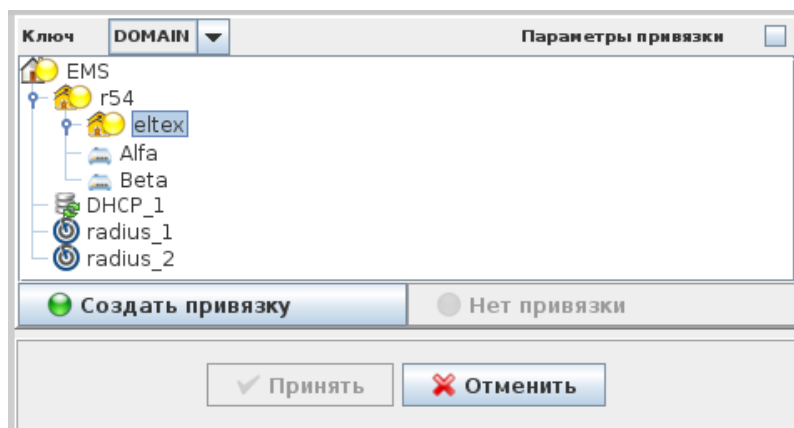 Ключ DOMAIN Параметры привязки
EMS
r54
eltex
Alfa
Beta
DHCP_1
radius_1
radius_2
Создать привязку Нет привязки
Принять Отменить